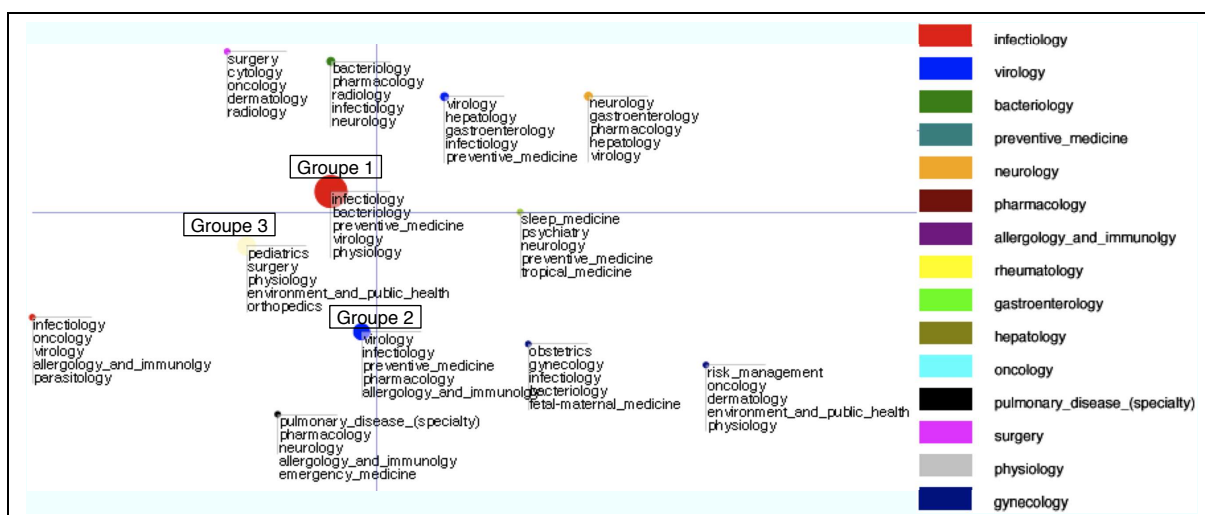 surgery
cytology
oncology
dermatology
radiology
bacteriology
pharmacology
radiology
infectiology
neurology
virology
hepatology
gastroenterology
infectiology
preventive_medicine
neurology
gastroenterology
pharmacology
hepatology
virology
Groupe 1
infectiology
bacteriology
preventive_medicine
virology
physiology
Groupe 3
pediatrics
surgery
physiology
environment_and_public_health
orthopedics
sleep_medicine
psychiatry
neurology
preventive_medicine
tropical_medicine
infectiology
oncology
virology
allergology_and_immunolgy
parasitology
Groupe 2
virology
infectiology
preventive_medicine
pharmacology
allergology_and_immunolgy
obstetrics
gynecology
infectiology
bacteriology
fetal-maternal_medicine
risk_management
oncology
dermatology
environment_and_public_health
physiology
pulmonary_disease_(specialty)
pharmacology
neurology
allergology_and_immunolgy
emergency_medicine
infectiology
virology
bacteriology
preventive_medicine
neurology
pharmacology
allergology_and_immunolgy
rheumatology
gastroenterology
hepatology
oncology
pulmonary_disease_(specialty)
surgery
physiology
gynecology